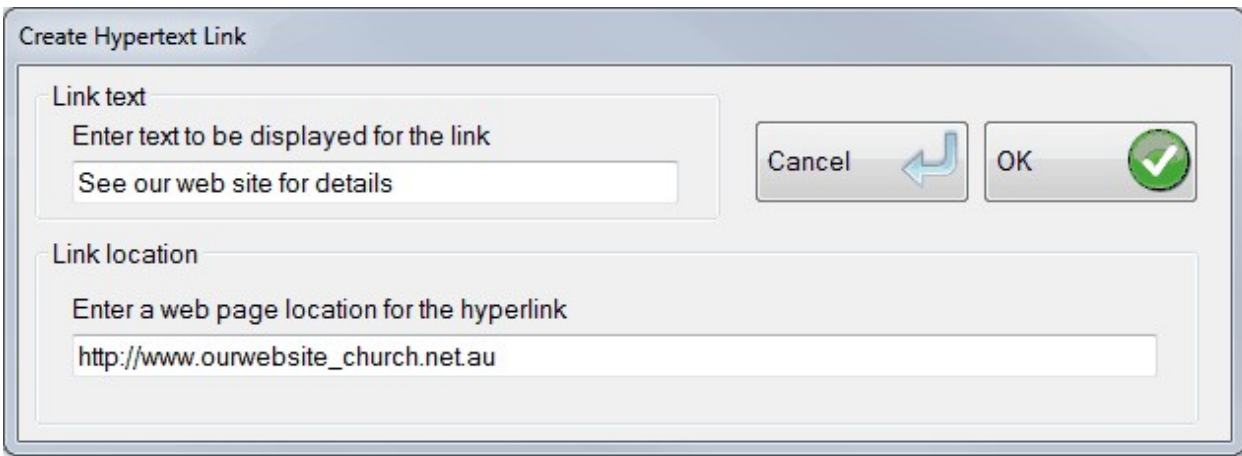 Create Hypertext Link
Link text
Enter text to be displayed for the link
See our web site for details
Cancel
OK
Link location
Enter a web page location for the hyperlink
http://www.ourwebsite_church.net.au